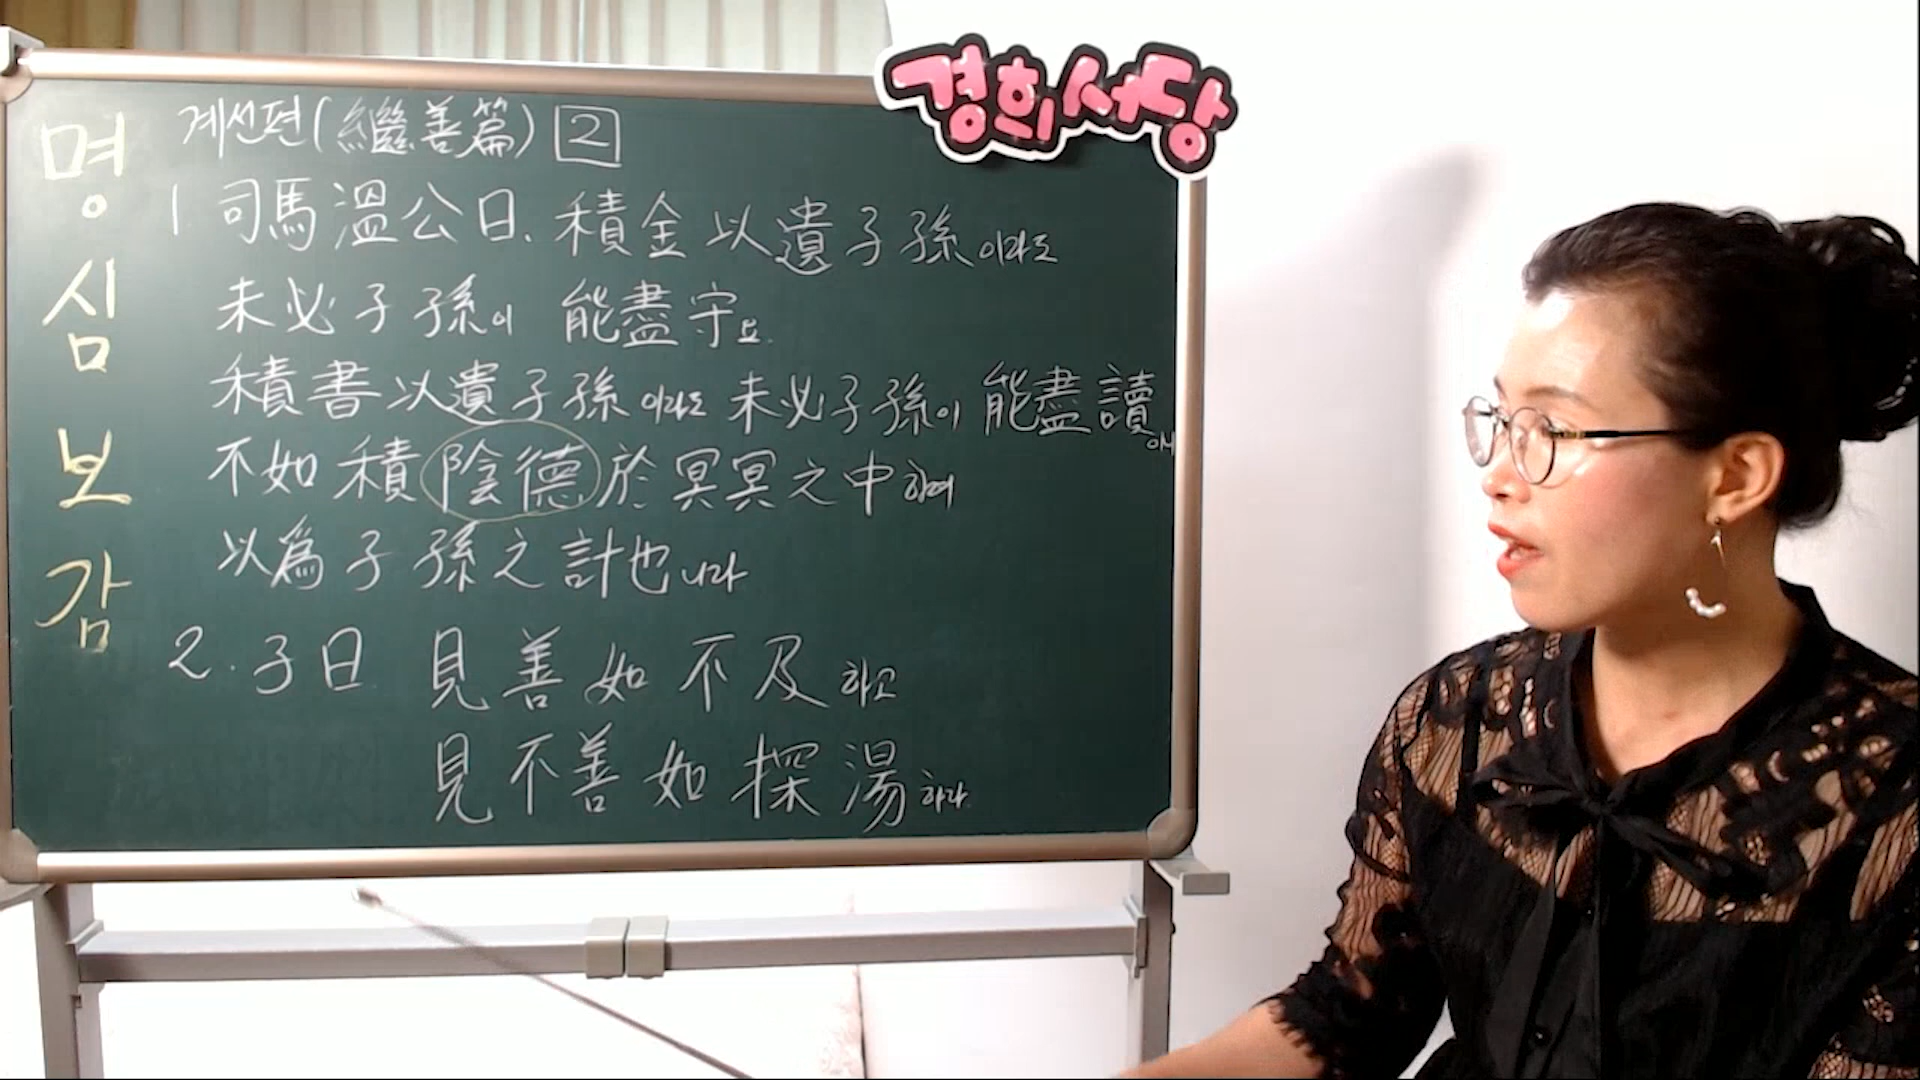 경희서당
명심보감
계선편(繼善篇) 2
1 司馬溫公曰. 積金以遺子孫이라도
未必子子孫이 能盡守요.
積書以遺子孫이라도 未必子孫이 能盡讀이니
不如積陰德於冥冥之中하여
以爲子孫之計也니라
2. 子曰 見善如不及하고
見不善如探湯하라